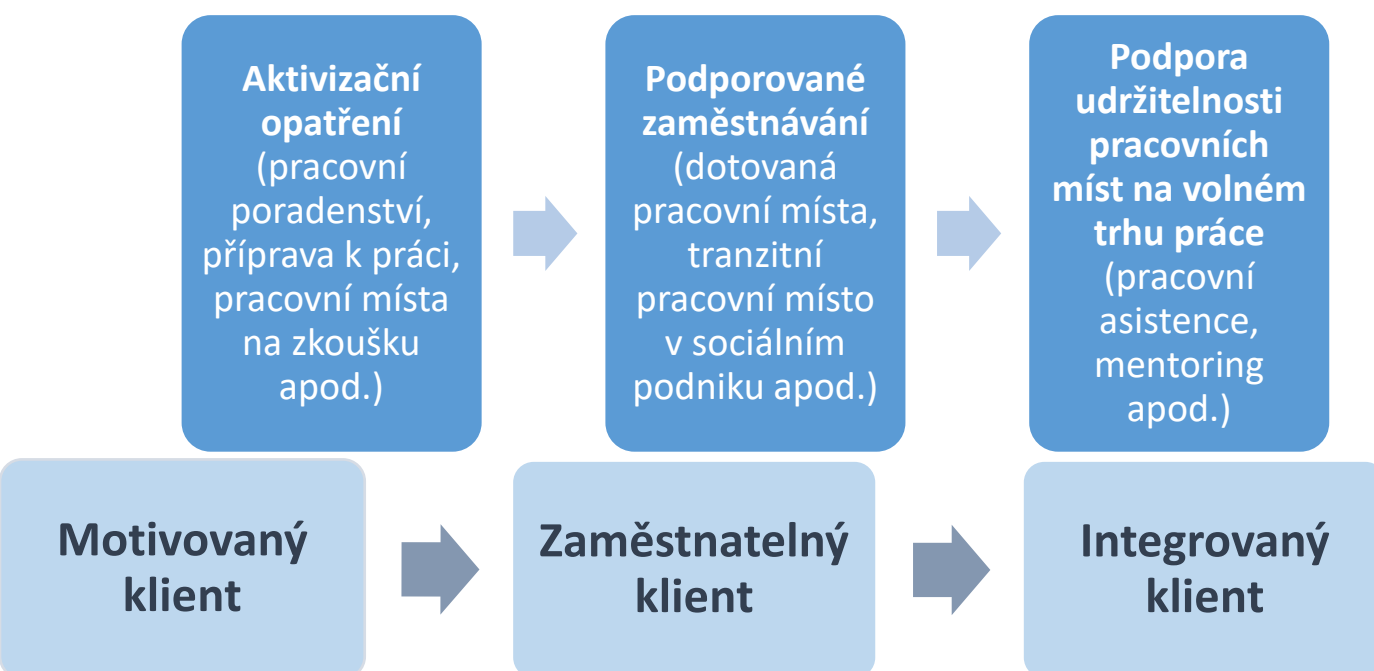 Aktivizační
opatření
(pracovní
poradenství,
příprava k práci,
pracovní místa
na zkoušku
apod.)
Podporované
zaměstnávání
(dotovaná
pracovní místa,
tranzitní
pracovní místo
v sociálním
podniku apod.)
Podpora
udržitelnosti
pracovních
míst na volném
trhu práce
(pracovní
asistence,
mentoring
apod.)
Motivovaný
klient
Zaměstnatelný
klient
Integrovaný
klient